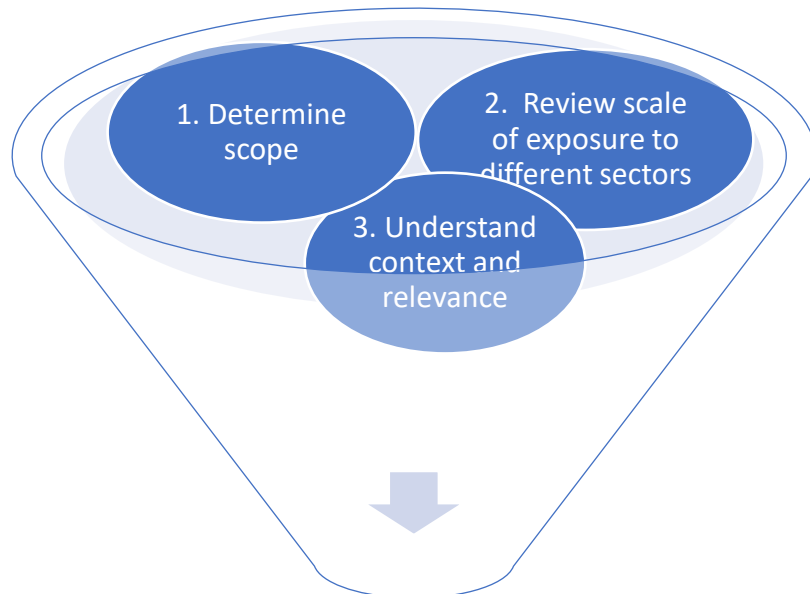 1. Determine
scope
2.  Review scale
of exposure to
different sectors
3. Understand
context and
relevance